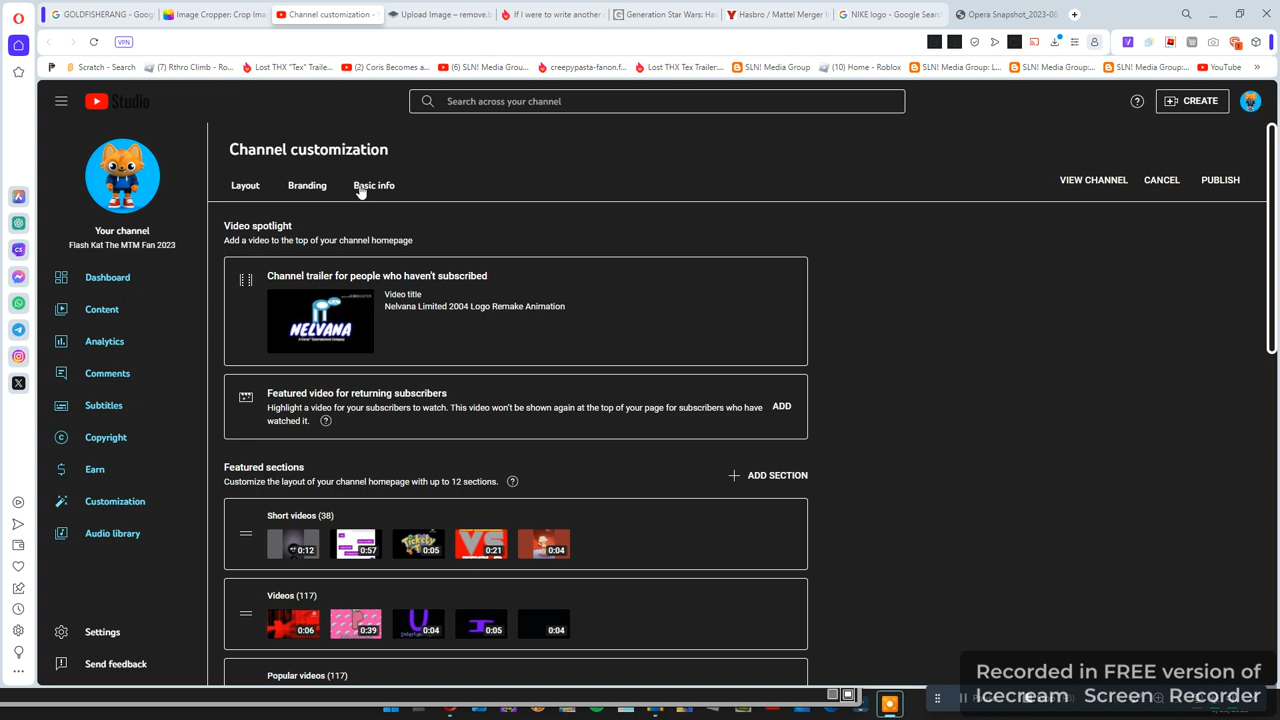 GOLDFISHERANG - Goog
Image Cropper: Crop Ima
Channel customization - Y
Upload Image – remove.b
If I were to write another
Generation Star Wars: Ha
Hasbro / Mattel Merger I
NIKE logo - Google Searc
Opera Snapshot_2023-08
VPN
Scratch - Search
(7) Rthro Climb - Ro...
Lost THX "Tex" Traile...
(2) Coris Becomes a...
(6) SLN! Media Grou...
creepypasta-fanon.f...
Lost THX Tex Trailer:...
SLN! Media Group
(10) Home - Roblox
SLN! Media Group: L...
SLN! Media Group:...
SLN! Media Group:...
YouTube
Studio
Search across your channel
CREATE
Channel customization
Layout
Branding
Basic info
VIEW CHANNEL
CANCEL
PUBLISH
Your channel
Flash Kat The MTM Fan 2023
Dashboard
Content
Analytics
Comments
Subtitles
Copyright
Earn
Customization
Audio library
Settings
Send feedback
Video spotlight
Add a video to the top of your channel homepage
Channel trailer for people who haven't subscribed
NELVANA
Video title
Nelvana Limited 2004 Logo Remake Animation
Featured video for returning subscribers
Highlight a video for your subscribers to watch. This video won't be shown again at the top of your page for subscribers who have
watched it.
ADD
Featured sections
Customize the layout of your channel homepage with up to 12 sections.
ADD SECTION
Short videos (38)
0:12
0:57
0:05
0:21
0:04
Videos (117)
0:06
0:39
0:04
0:05
0:04
Popular videos (117)
Recorded in FREE version of
Icecream Screen Recorder